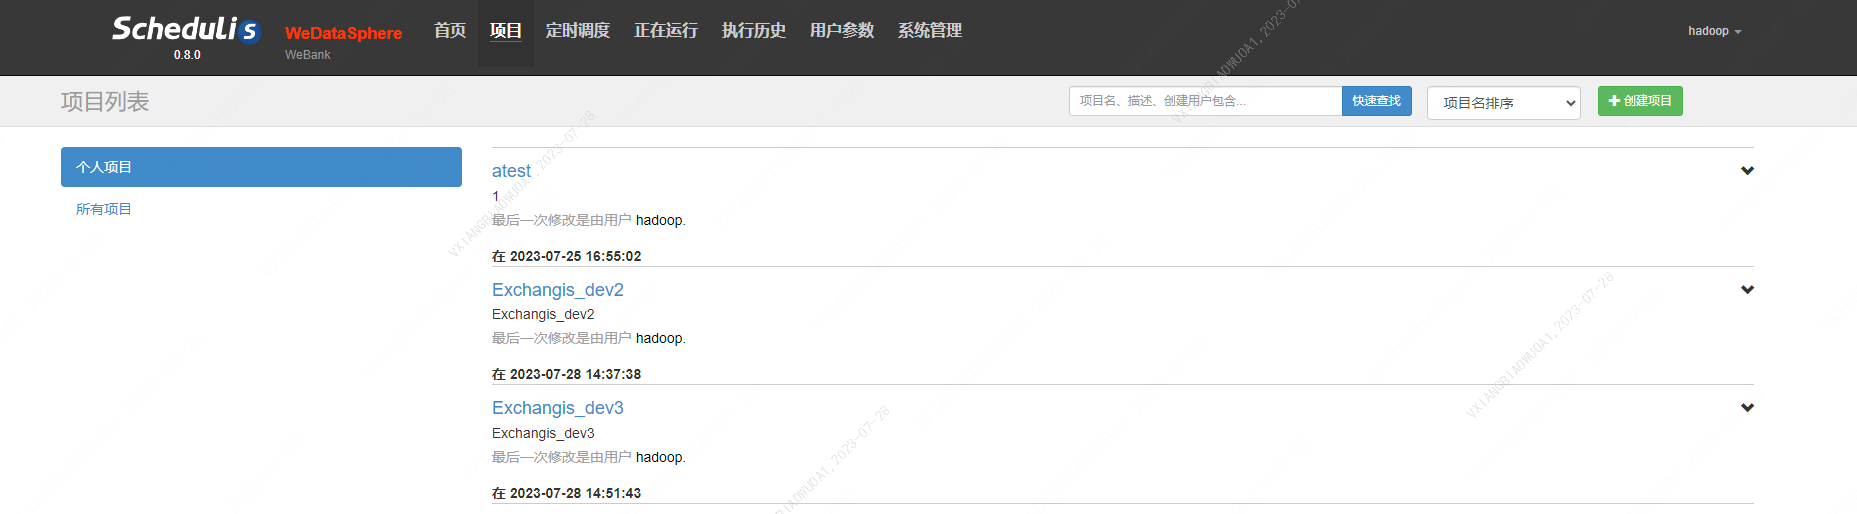 Schedulis
0.8.0
WeDataSphere
WeBank
首页 项目 定时调度 正在运行 执行历史 用户参数 系统管理
hadoop
项目列表
项目名、描述、创建用户包含...
快速查找
项目名排序
创建项目
个人项目
所有项目
atest
1
最后一次修改是由用户 hadoop.
在 2023-07-25 16:55:02
Exchangis_dev2
Exchangis_dev2
最后一次修改是由用户 hadoop.
在 2023-07-28 14:37:38
Exchangis_dev3
Exchangis_dev3
最后一次修改是由用户 hadoop.
在 2023-07-28 14:51:43